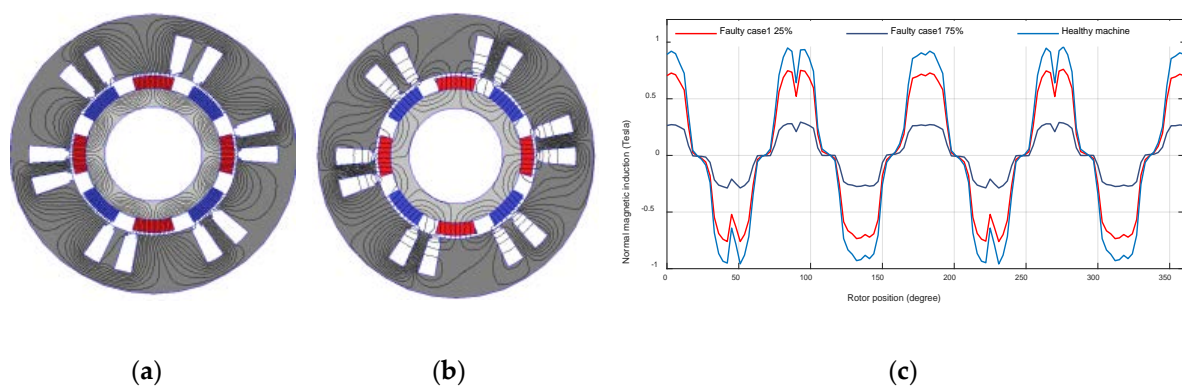 Faulty case1 25% Faulty case1 75% Healthy machine
1
0.5
0
-0.5
-1
Normal magnetic induction (Tesla)
0 50 100 150 200 250 300 350
Rotor position (degree)
(a) (b) (c)